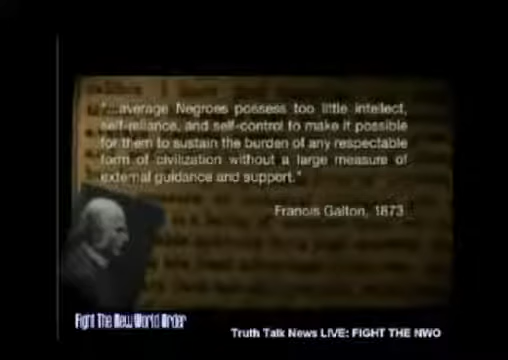 "...average Negroes possess too little intellect,
self-reliance, and self-control to make it possible
for them to sustain the burden of any respectable
form of civilization without a large measure of
external guidance and support."
Francis Galton, 1873
Fight The New World Order
Truth Talk News LIVE: FIGHT THE NWO